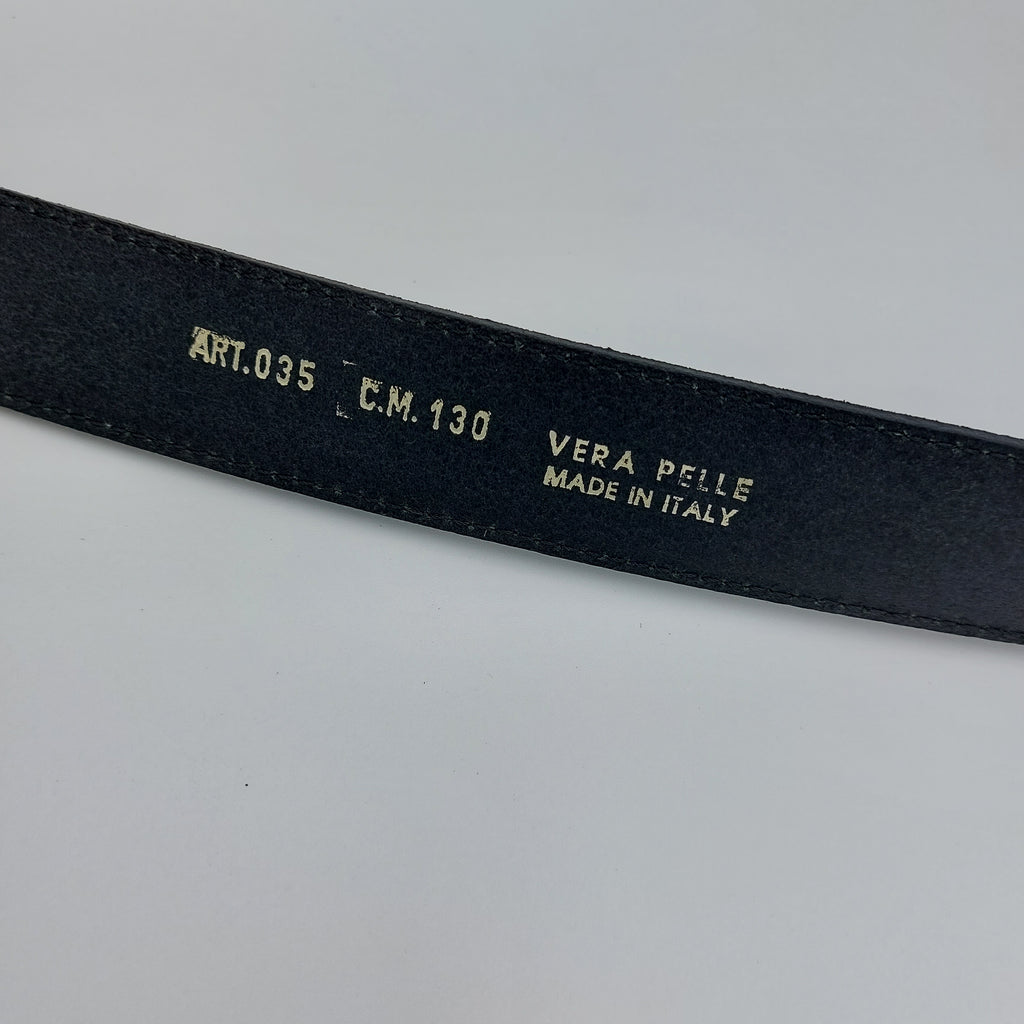 ART.035 C.M. 130
VERA PELLE
MADE IN ITALY